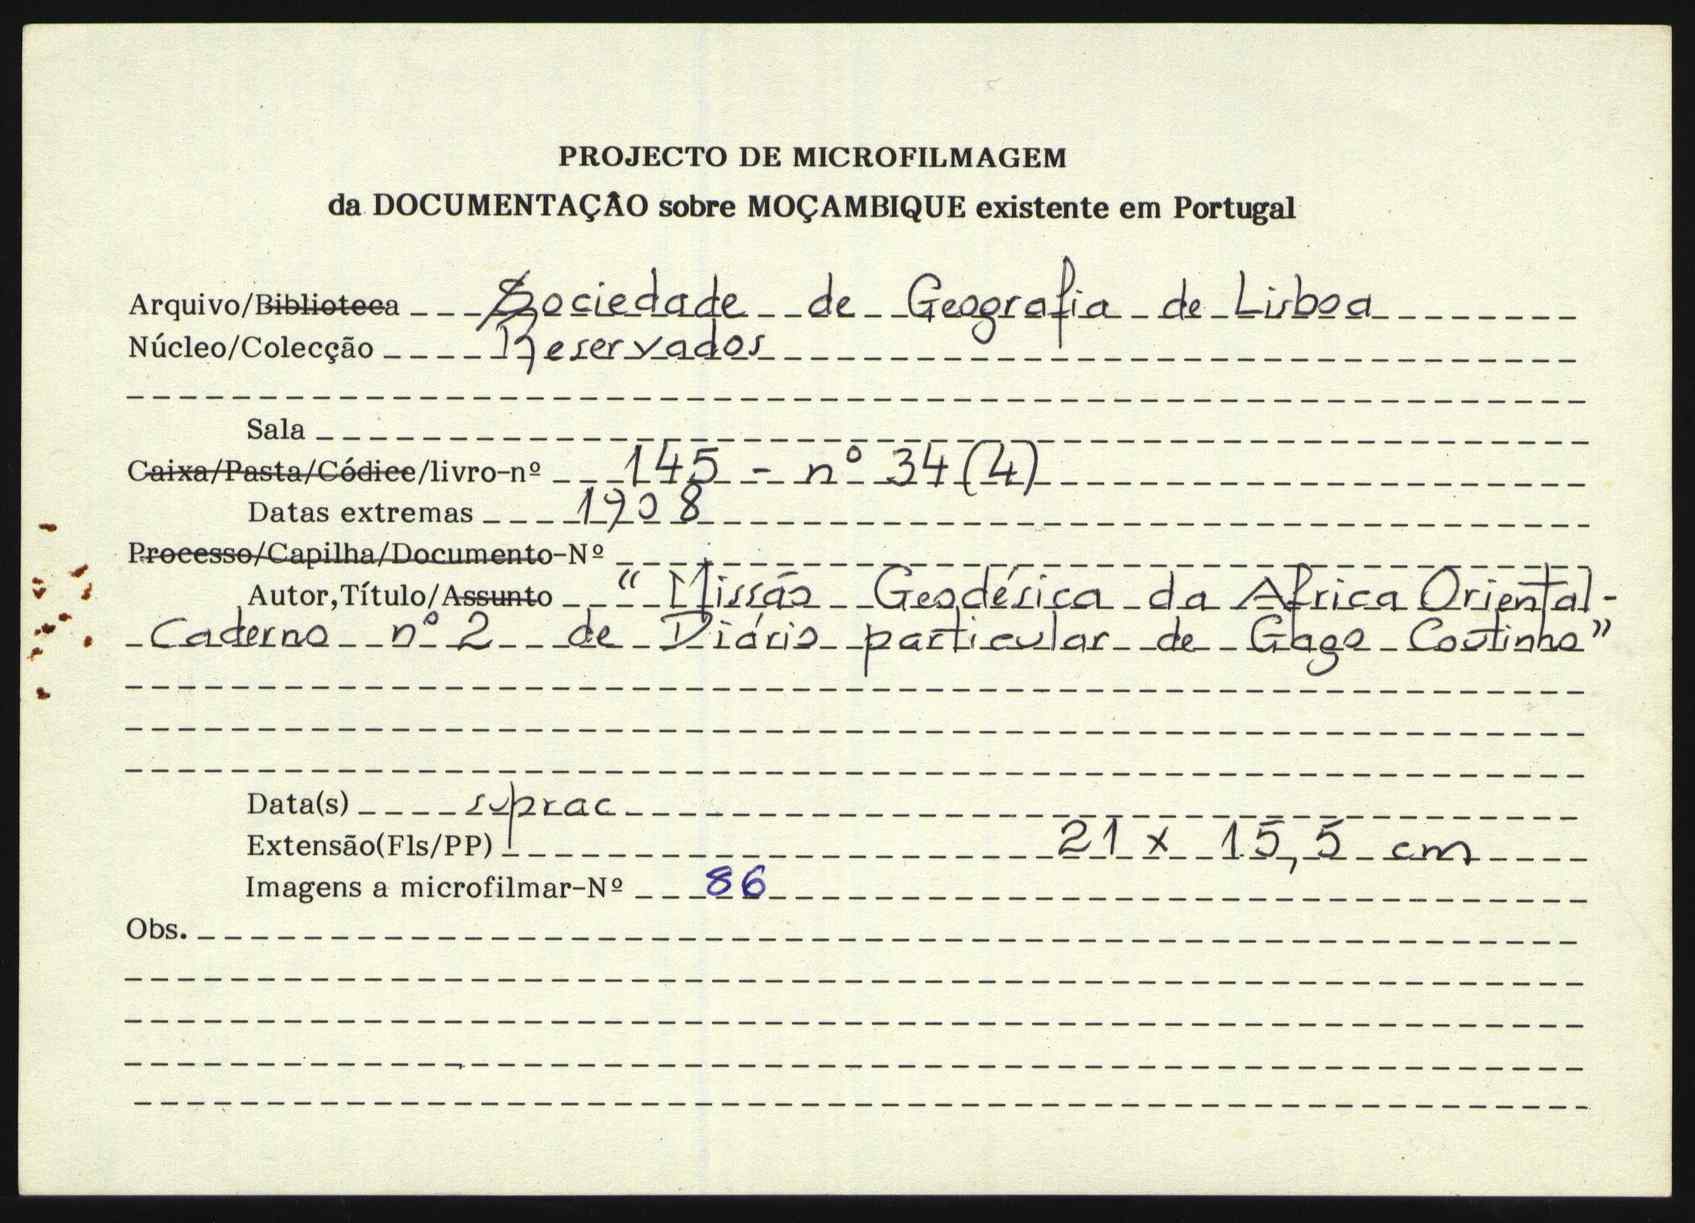 PROJECTO DE MICROFILMAGEM
da DOCUMENTAÇÃO sobre MOÇAMBIQUE existente em Portugal
Arquivo/Biblioteca Sociedade de Geografia de Lisboa
Núcleo/Colecção Reservados
Sala
Caixa/Pasta/Códice/livro-nº 145 - nº 34(4)
Datas extremas 1908
Processo/Capilha/Documento-Nº
Autor,Título/Assunto "Missão Geodésica da Africa Oriental-
Caderno nº 2 de Diário particular de Gago Coutinho"
Data(s) suprac
Extensão(Fls/PP) 21 x 15,5 cm
Imagens a microfilmar-Nº 86
Obs.